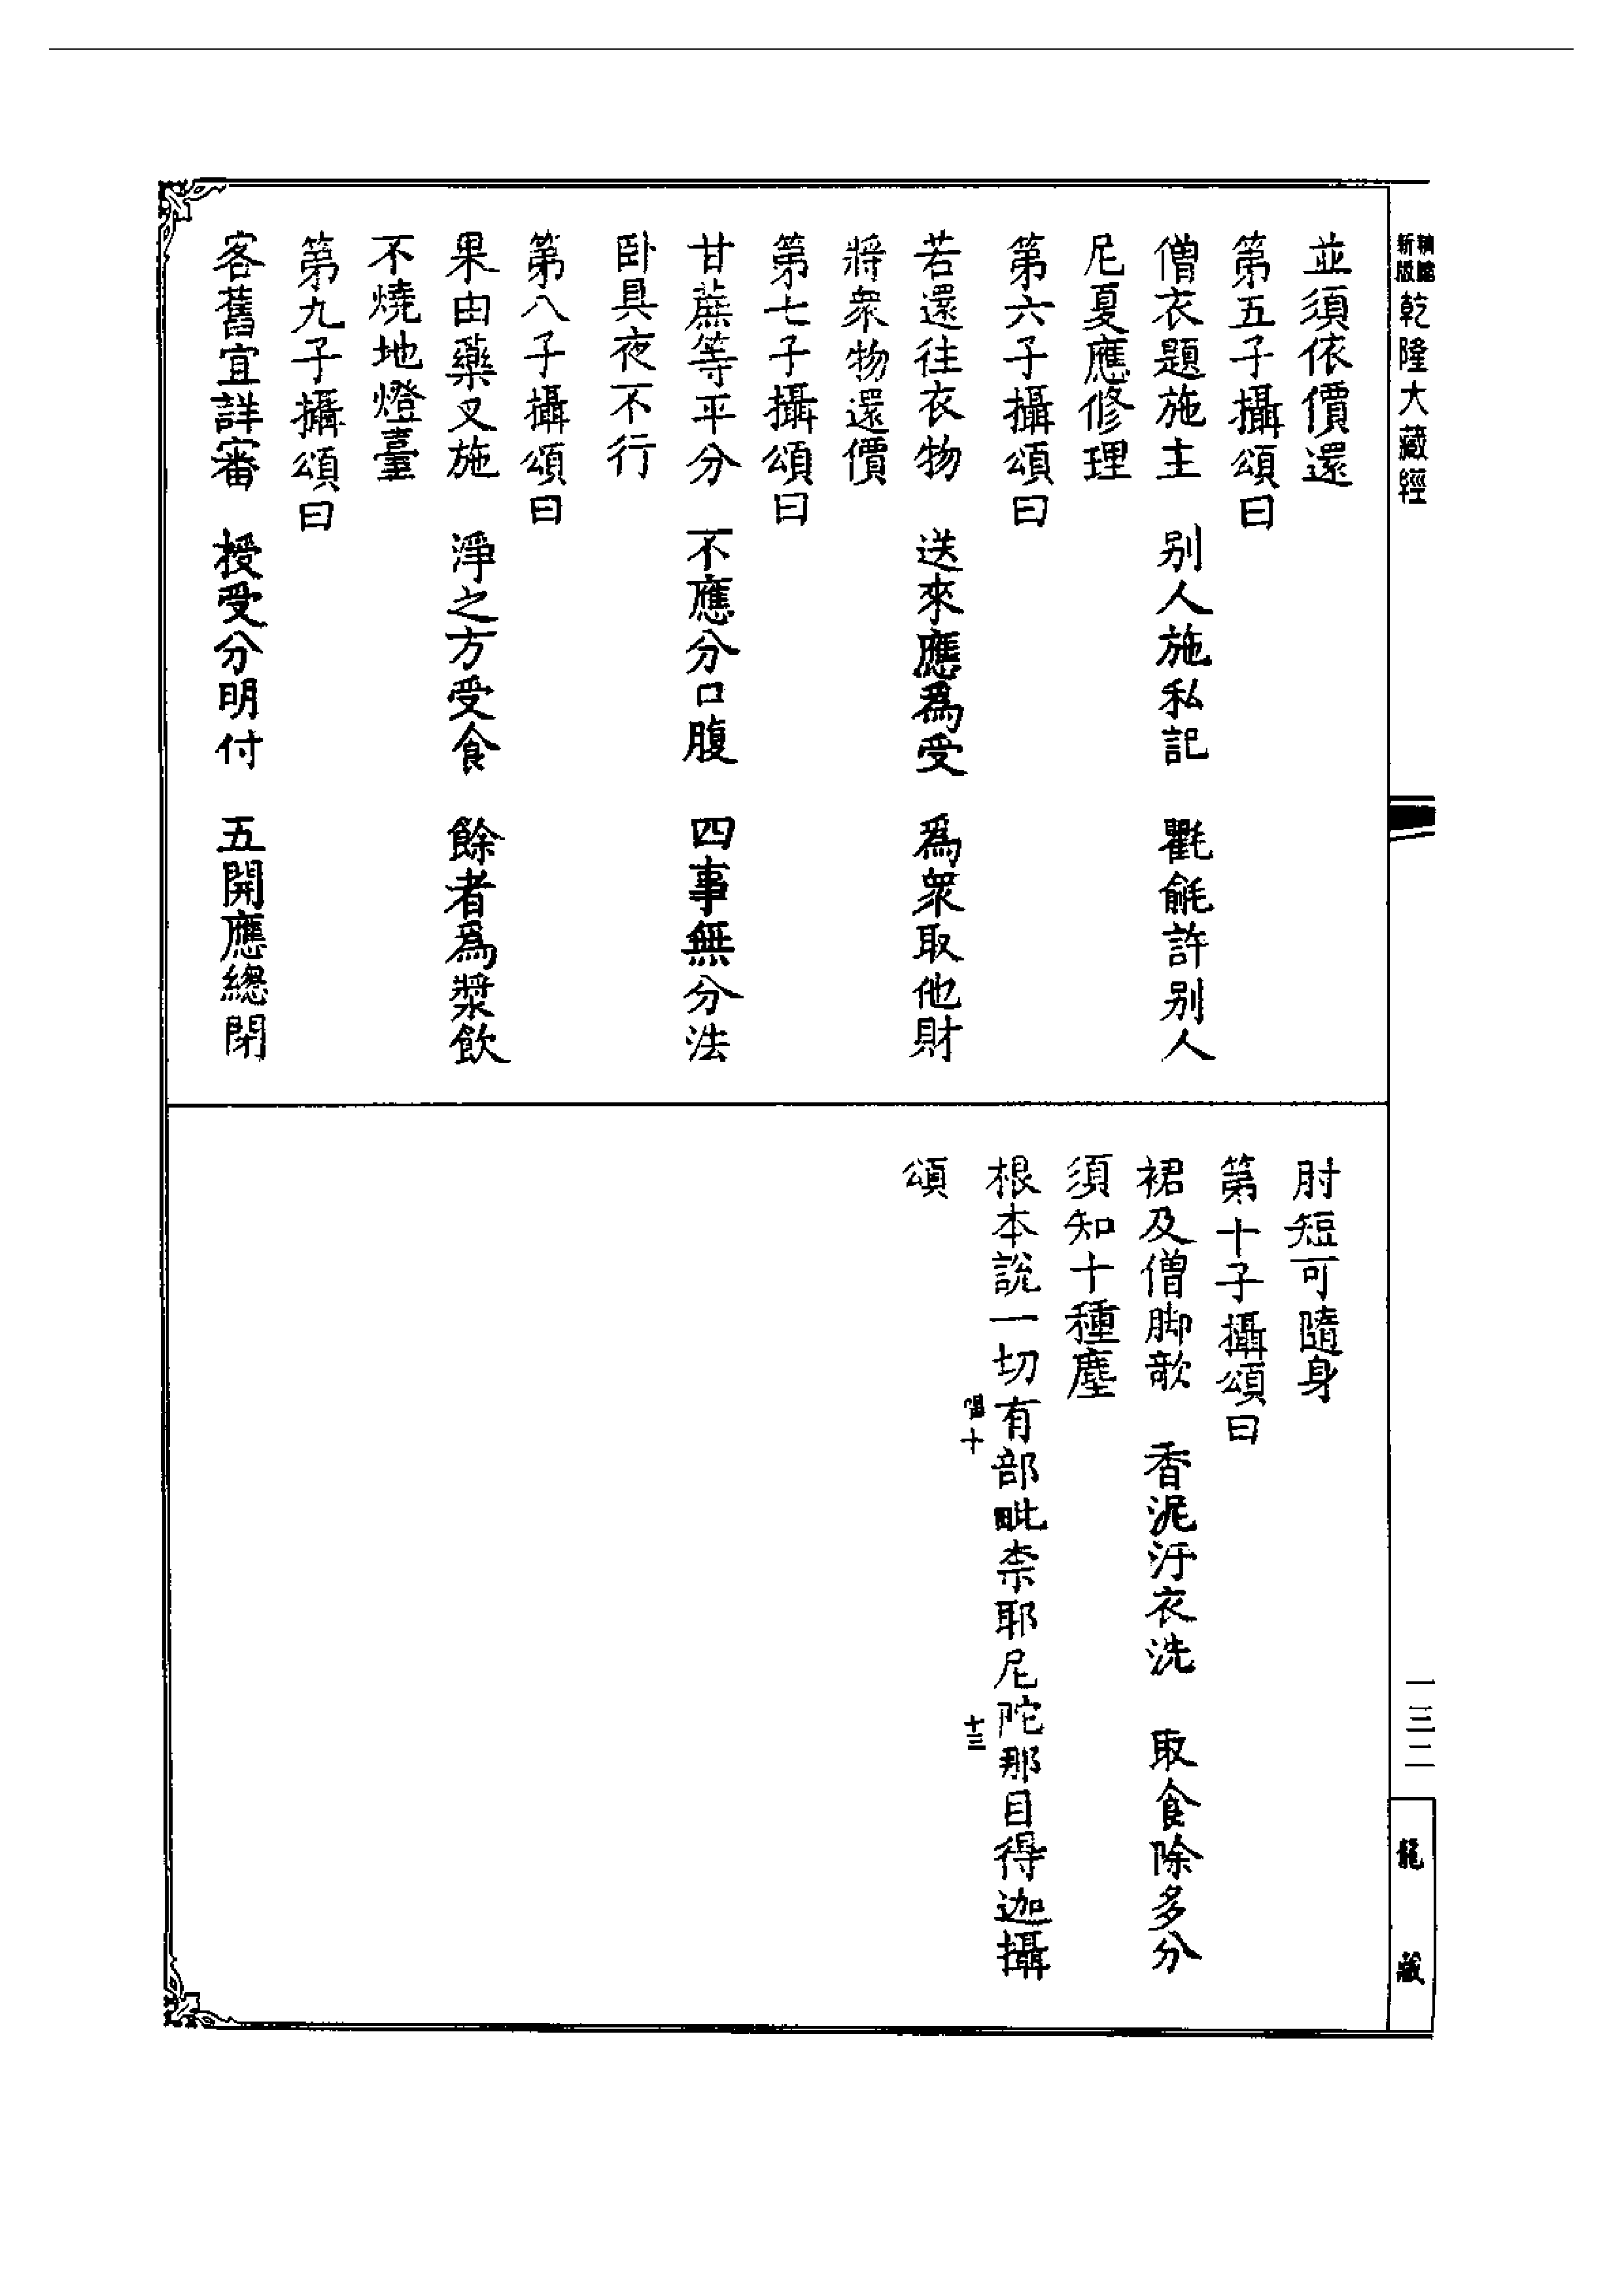 新版
精縮
乾隆大藏經
一三二
龍藏
並須依價還
第五子攝頌曰
僧衣題施主　別人施私記　氍毹許別人
尼夏應修理
第六子攝頌曰
若還往衣物　送來應爲受　爲衆取他財
將衆物還價
第七子攝頌曰
甘蔗等平分　不應分口腹　四事無分法
卧具夜不行
第八子攝頌曰
果由藥叉施　淨之方受食　餘者爲漿飲
不燒地燈臺
第九子攝頌曰
客舊宜詳審　授受分明付　五開應總閉
肘短可隨身
第十子攝頌曰
裙及僧脚欹　香泥汙衣洗　取食除多分
須知十種塵
根本說一切有部毗柰耶尼陀那目得迦攝
頌
十
十三